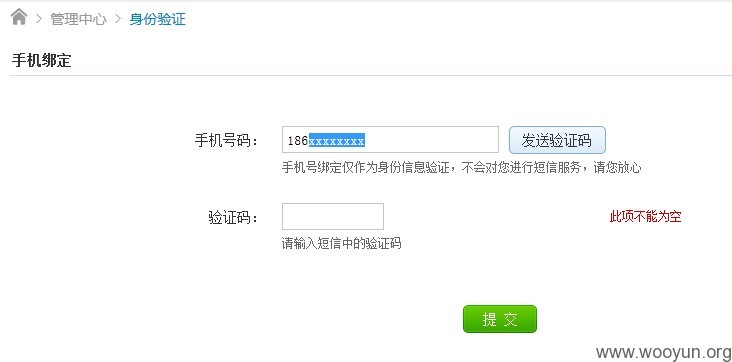 管理中心 > 身份验证
手机绑定
手机号码： 186xxxxxxxx 发送验证码
手机号绑定仅作为身份信息验证，不会对您进行短信服务，请您放心
验证码： 此项不能为空
请输入短信中的验证码
提 交
www.wooyun.org